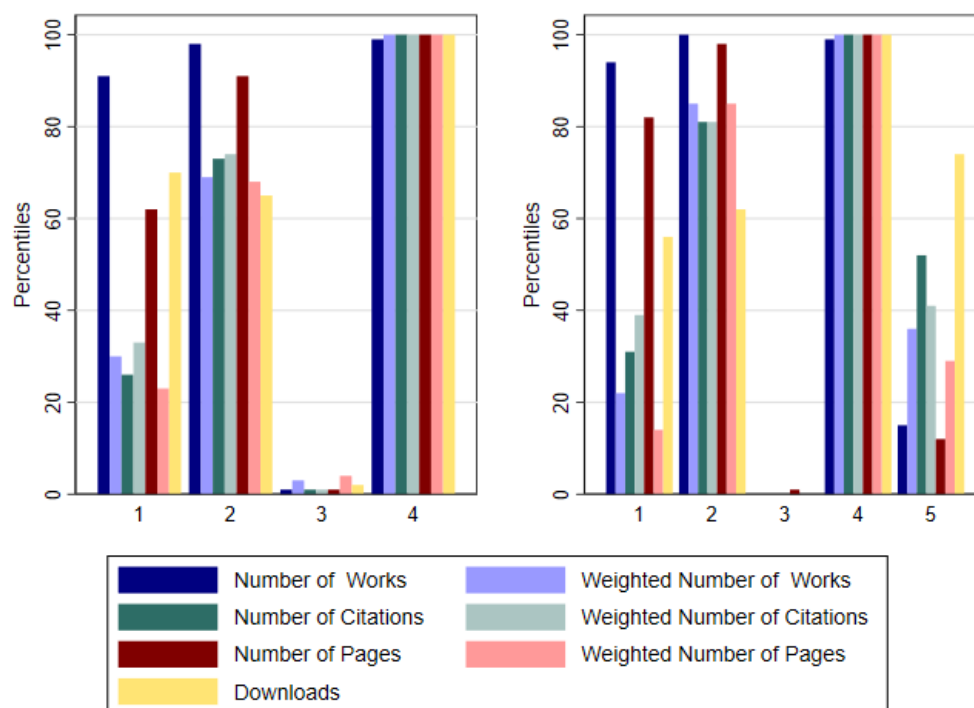 100
80
60
40
20
0
Percentiles
1 2 3 4
100
80
60
40
20
0
Percentiles
1 2 3 4 5
Number of Works
Weighted Number of Works
Number of Citations
Weighted Number of Citations
Number of Pages
Weighted Number of Pages
Downloads